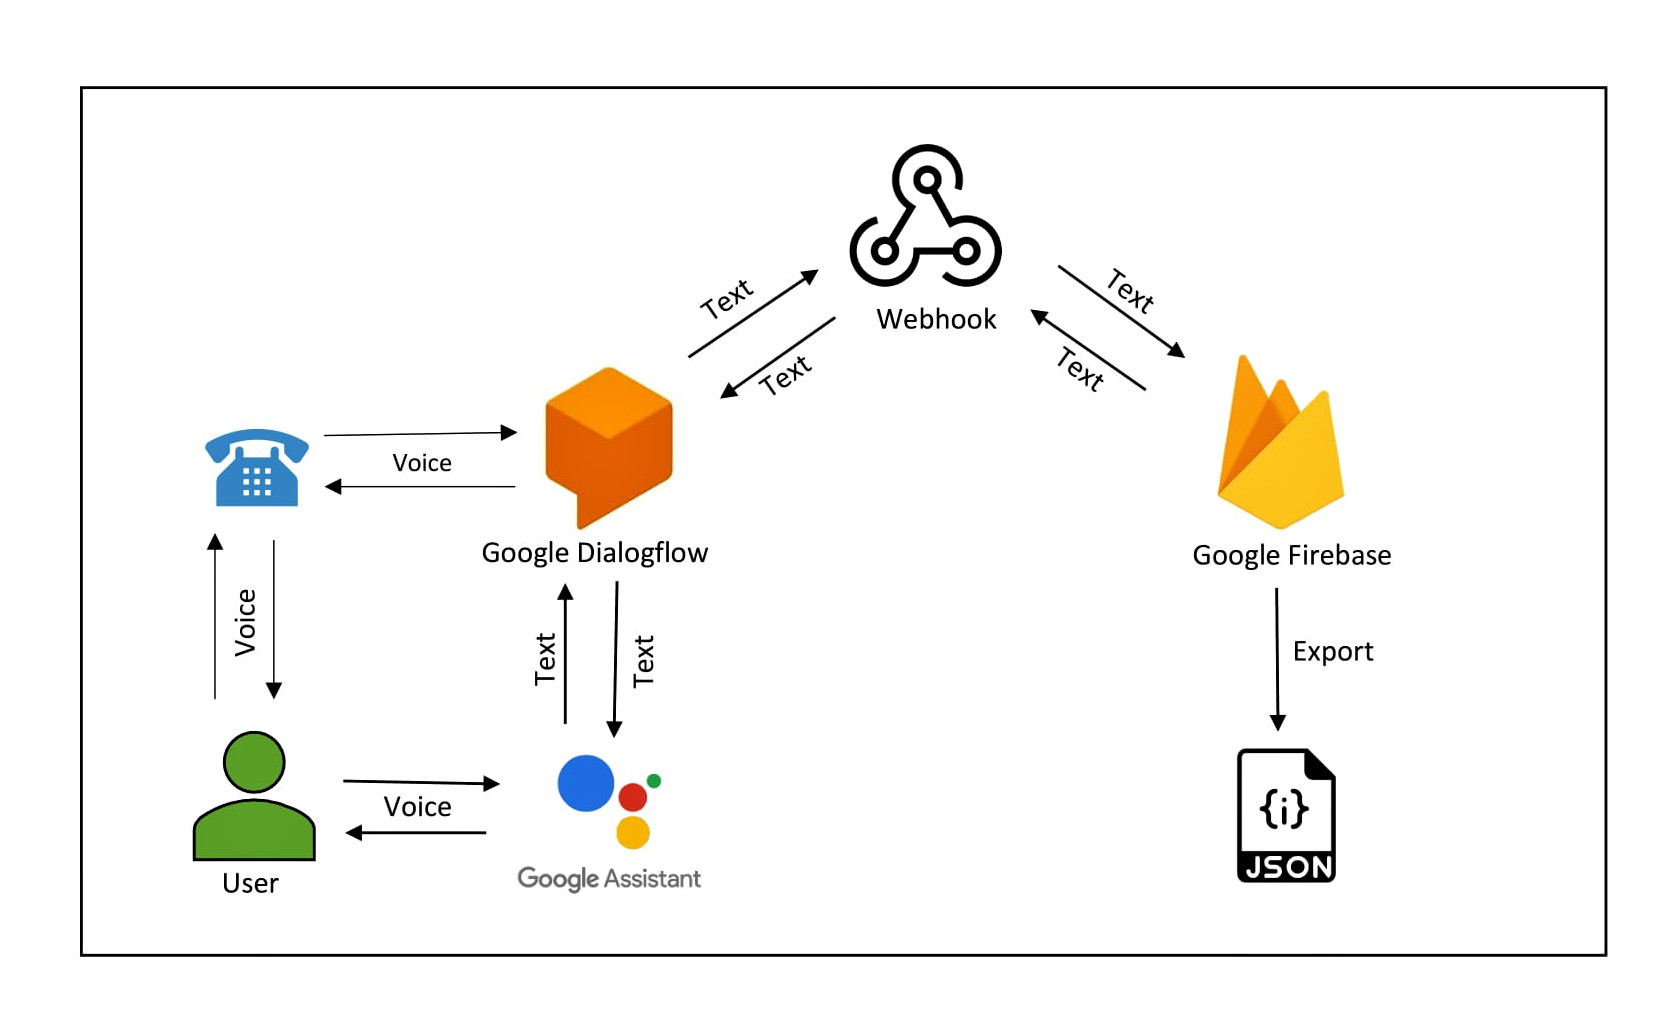 Webhook
Text
Text
Text
Text
Voice
Google Dialogflow
Google Firebase
Voice
Text
Text
Export
Voice
User
Google Assistant
{i}
JSON